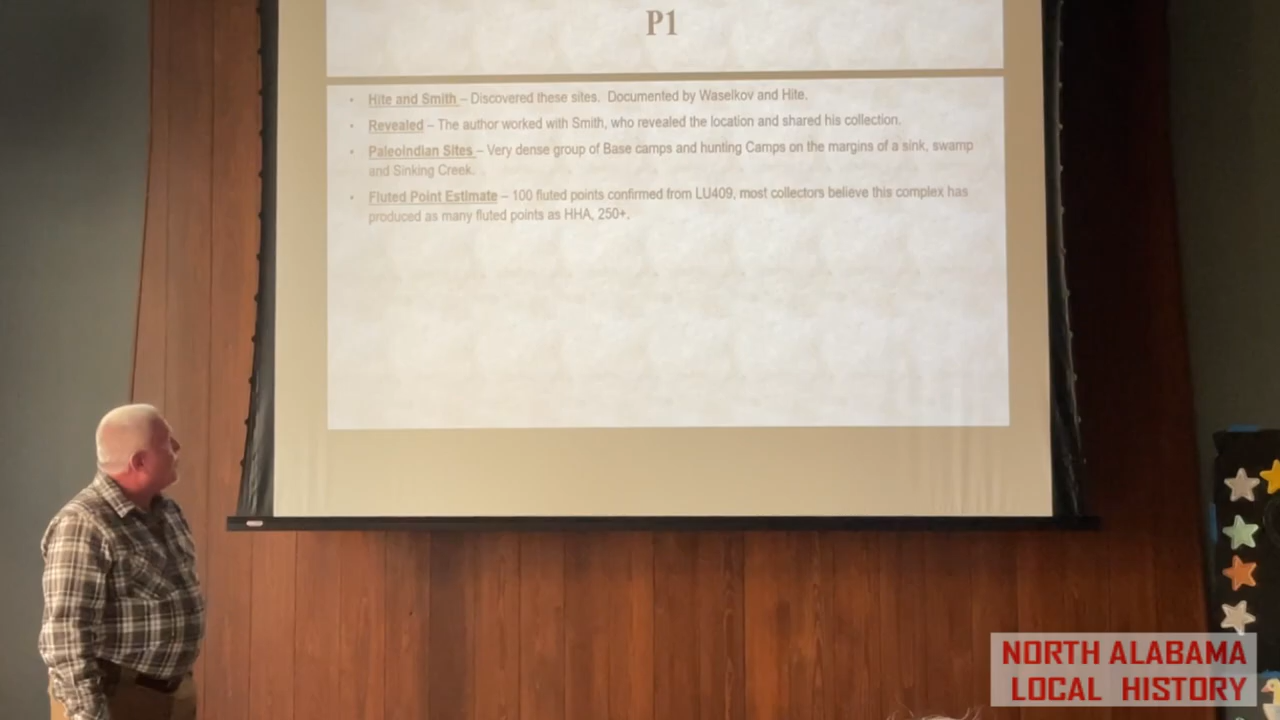 P1
• Hite and Smith – Discovered these sites. Documented by Waselkov and Hite.
• Revealed – The author worked with Smith, who revealed the location and shared his collection.
• Paleoindian Sites – Very dense group of Base camps and hunting Camps on the margins of a sink, swamp
and Sinking Creek.
• Fluted Point Estimate – 100 fluted points confirmed from LU409, most collectors believe this complex has
produced as many fluted points as HHA, 250+.
NORTH ALABAMA
LOCAL HISTORY